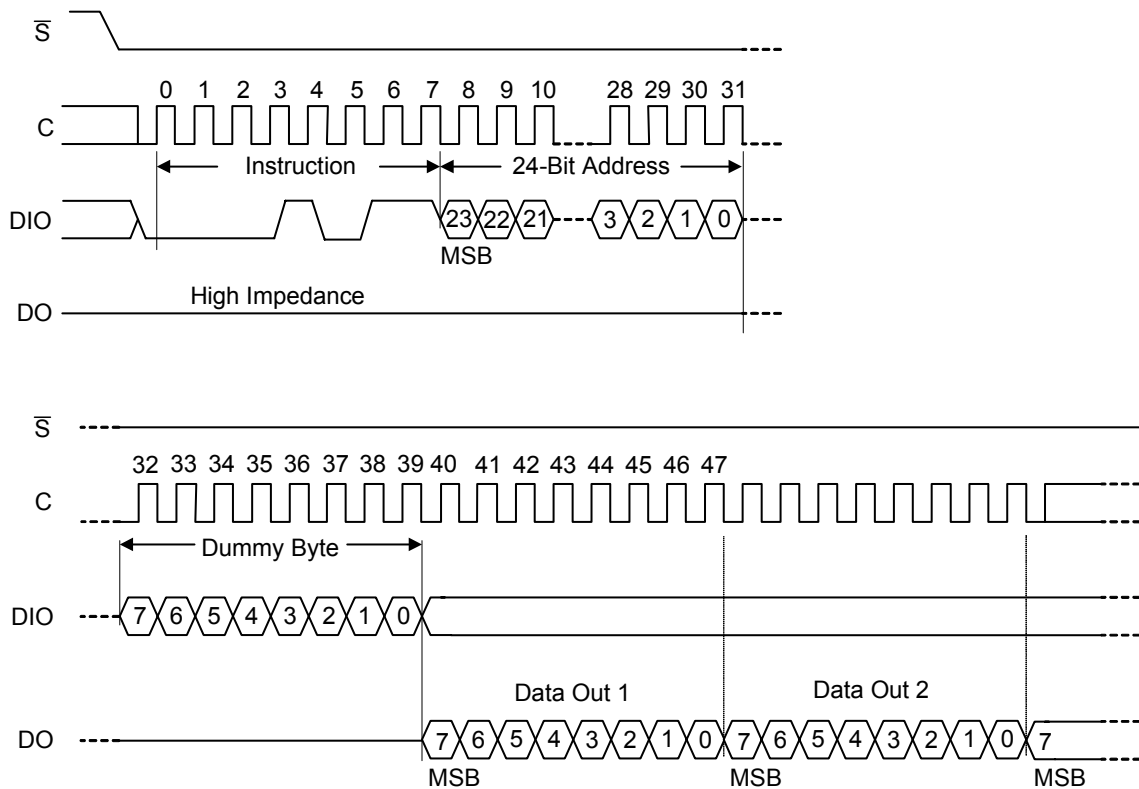 S̅
0 1 2 3 4 5 6 7 8 9 10 28 29 30 31
C
Instruction 24-Bit Address
DIO 23 22 21 3 2 1 0
MSB
High Impedance
DO
S̅
32 33 34 35 36 37 38 39 40 41 42 43 44 45 46 47
C
Dummy Byte
DIO 7 6 5 4 3 2 1 0
Data Out 1 Data Out 2
DO 7 6 5 4 3 2 1 0 7 6 5 4 3 2 1 0 7
MSB MSB MSB